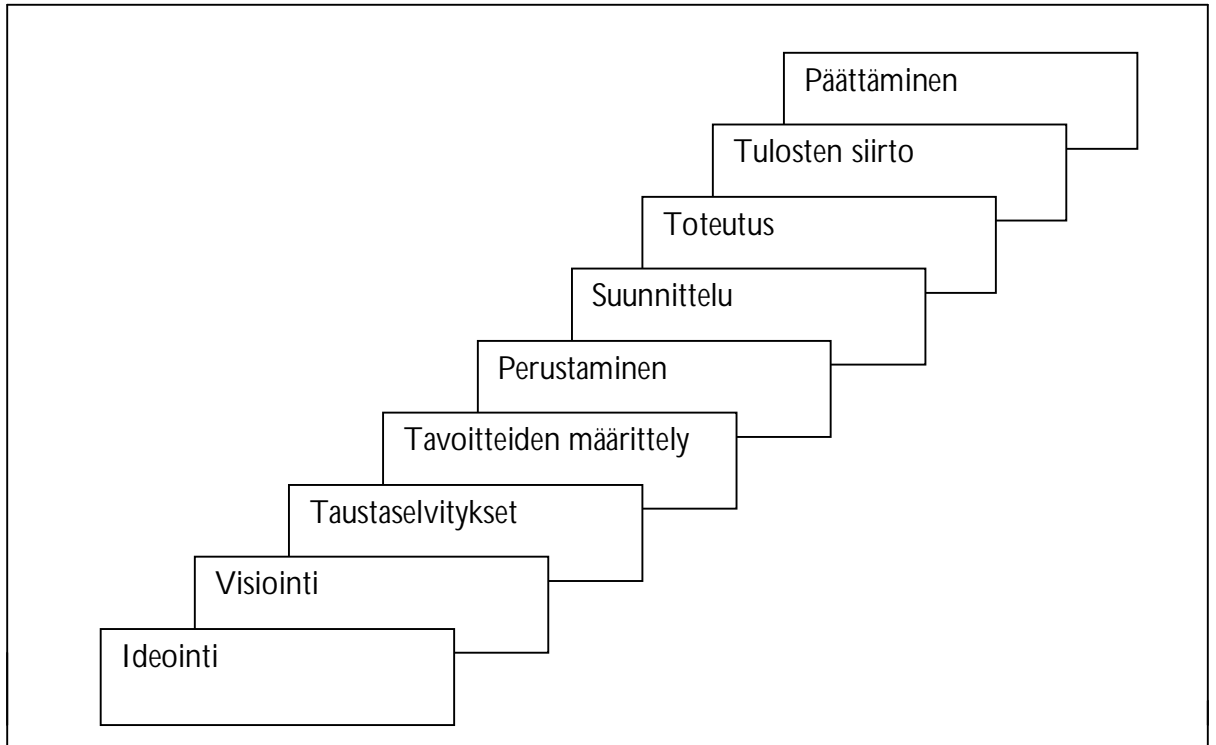 Päättäminen
Tulosten siirto
Toteutus
Suunnittelu
Perustaminen
Tavoitteiden määrittely
Taustaselvitykset
Visiointi
Ideointi